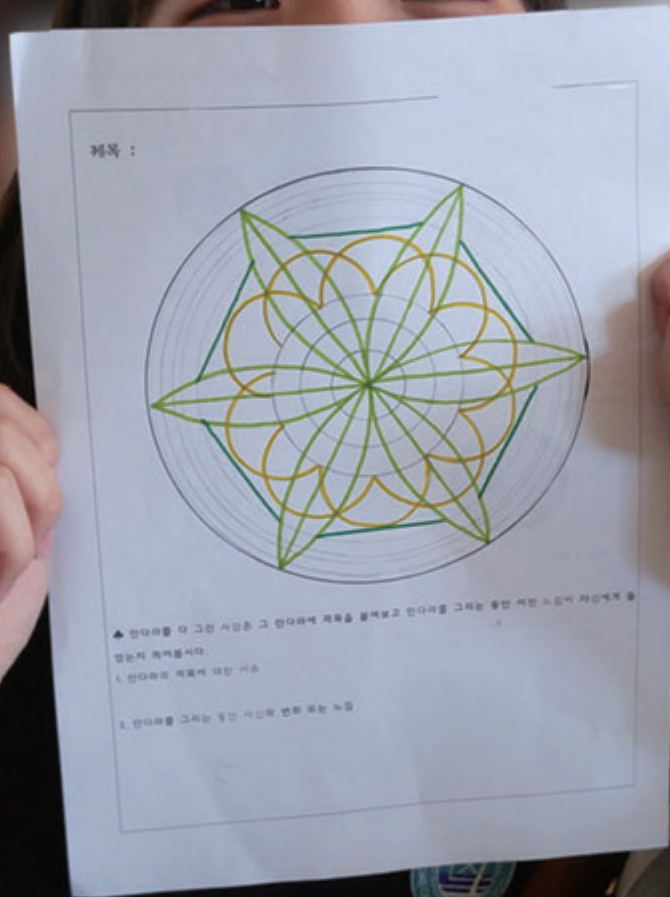 제목 :
♣ 만다라를 다 그린 사람은 그 만다라에 제목을 붙여보고 만다라를 그리는 동안 어떤 느낌이 자신에게 들
었는지 적어봅시다.
1. 만다라의 제목에 대한 이유
2. 만다라를 그리는 동안 자신의 변화 또는 느낌